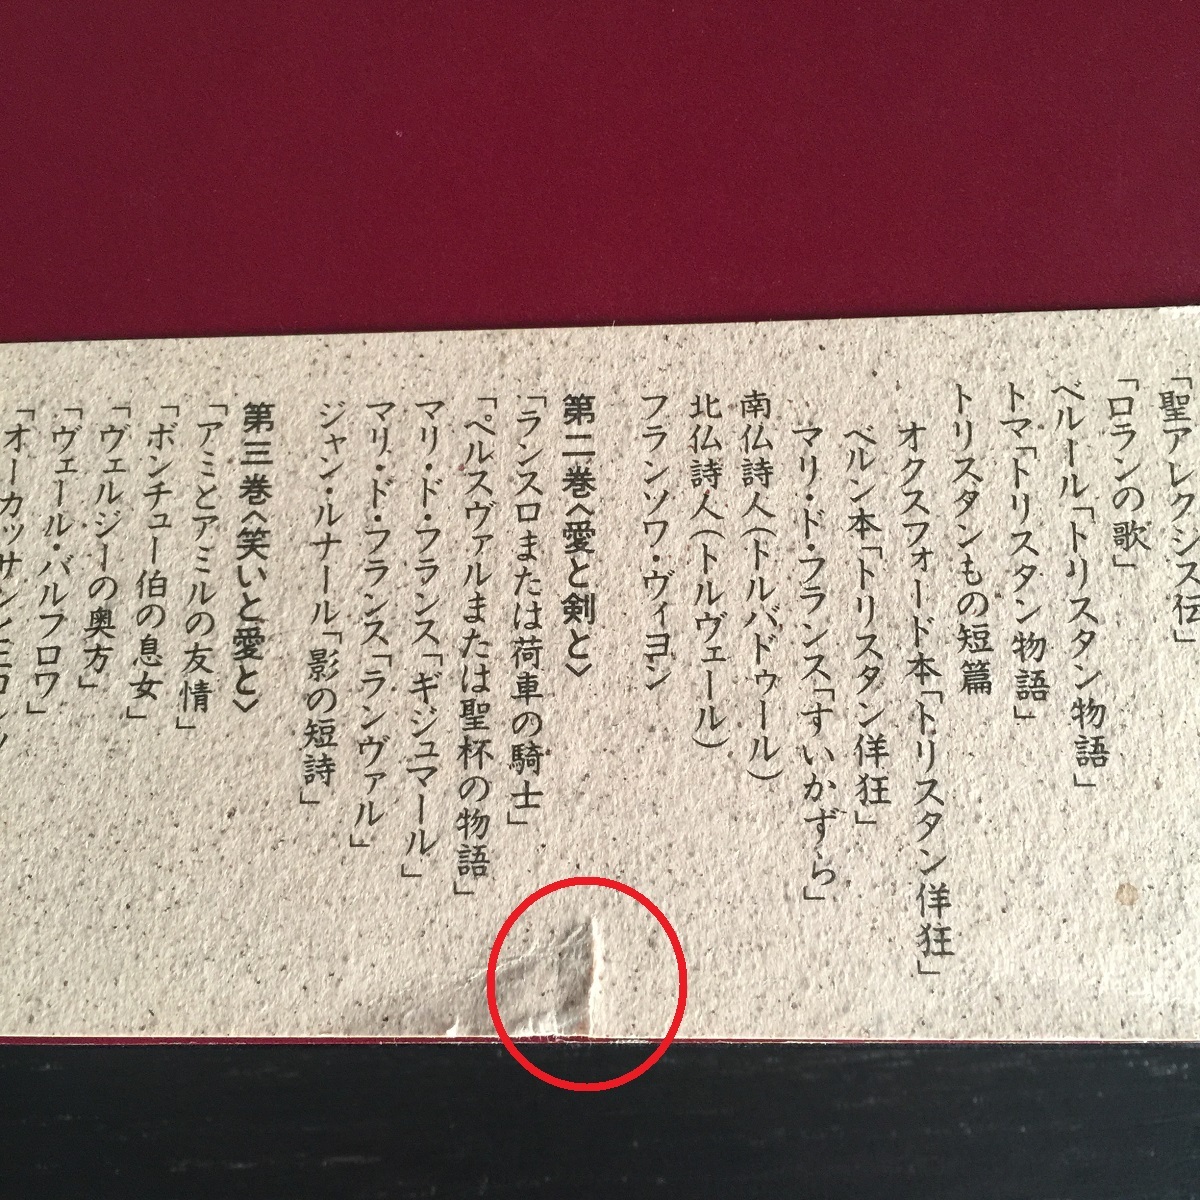 「聖アレクシス伝」
「ロランの歌」
ベルール「トリスタン物語」
トマ「トリスタン物語」
トリスタンもの短篇
オクスフォード本「トリスタン佯狂」
ベルン本「トリスタン佯狂」
マリ・ド・フランス「すいかずら」
南仏詩人(トルバドゥール)
北仏詩人(トルヴェール)
フランソワ・ヴィヨン
第二巻〈愛と剣と〉
「ランスロまたは荷車の騎士」
「ペルスヴァルまたは聖杯の物語」
マリ・ド・フランス「ギジュマール」
マリ・ド・フランス「ランヴァル」
ジャン・ルナール「影の短詩」
第三巻〈笑いと愛と〉
「アミとアミルの友情」
「ポンチュー伯の息女」
「ヴェルジーの奥方」
「ヴェール・パルフロワ」
「オーカッサン